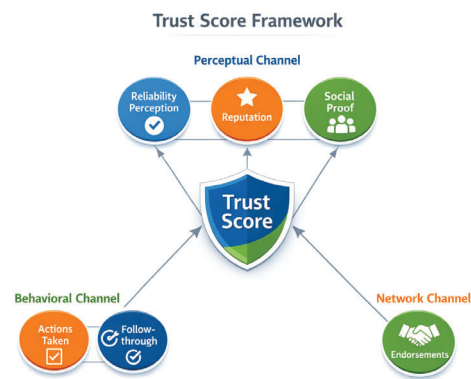 Trust Score Framework
Perceptual Channel
Reliability
Perception
Reputation
Social
Proof
Trust
Score
Behavioral Channel
Network Channel
Actions
Taken
Follow-
through
Endorsements